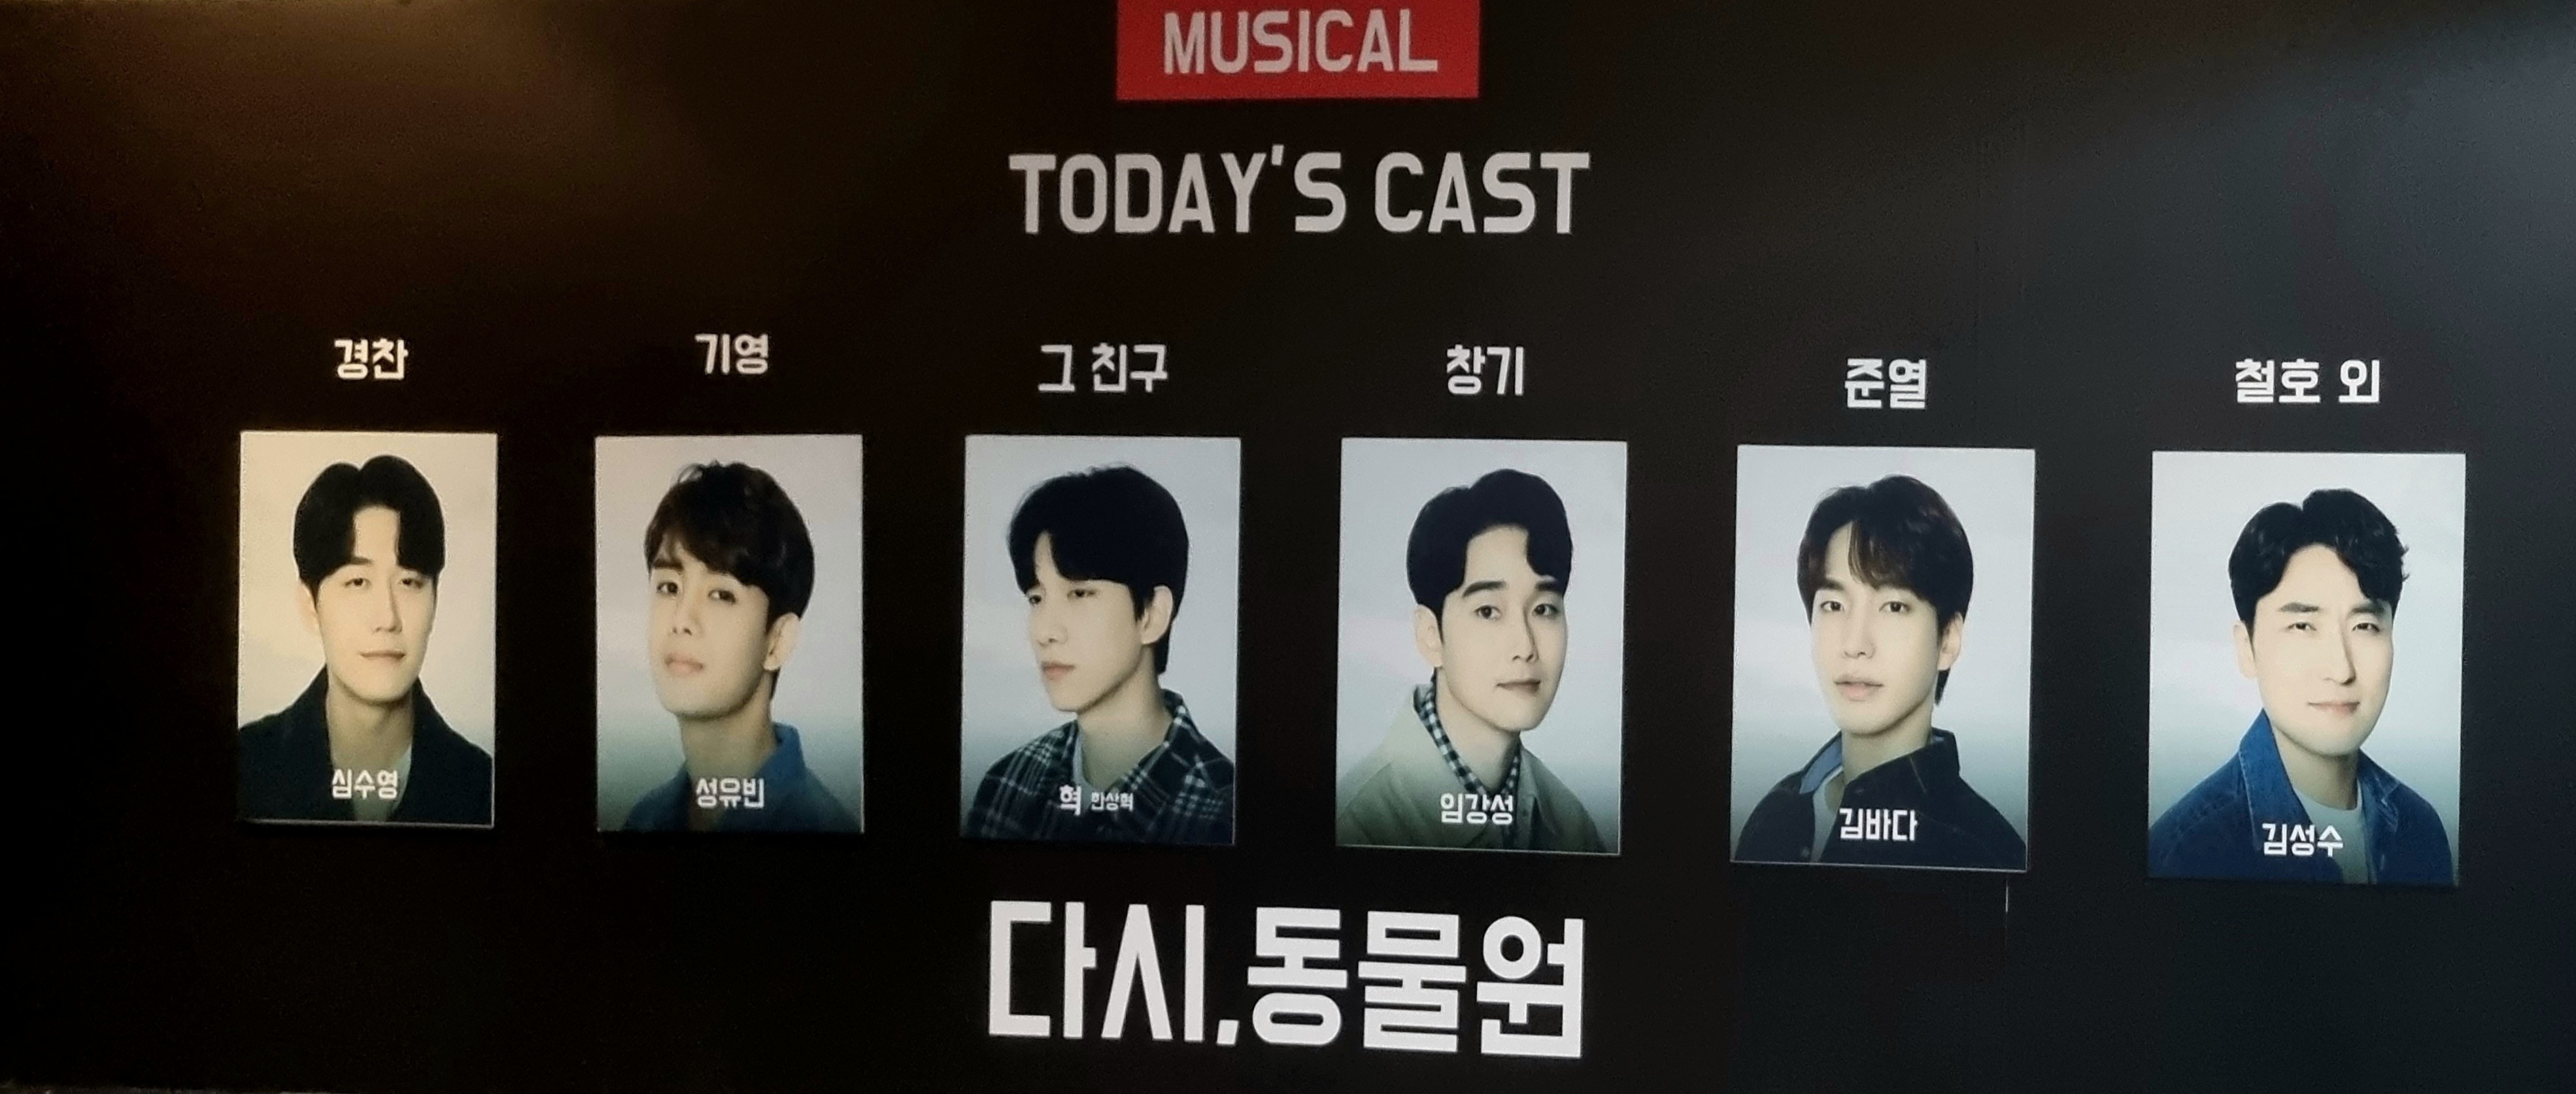 MUSICAL
TODAY'S CAST
경찬 기영 그 친구 창기 준열 철호 외
심수영 성유빈 혁 한상혁 임강성 김바다 김성수
다시,동물원